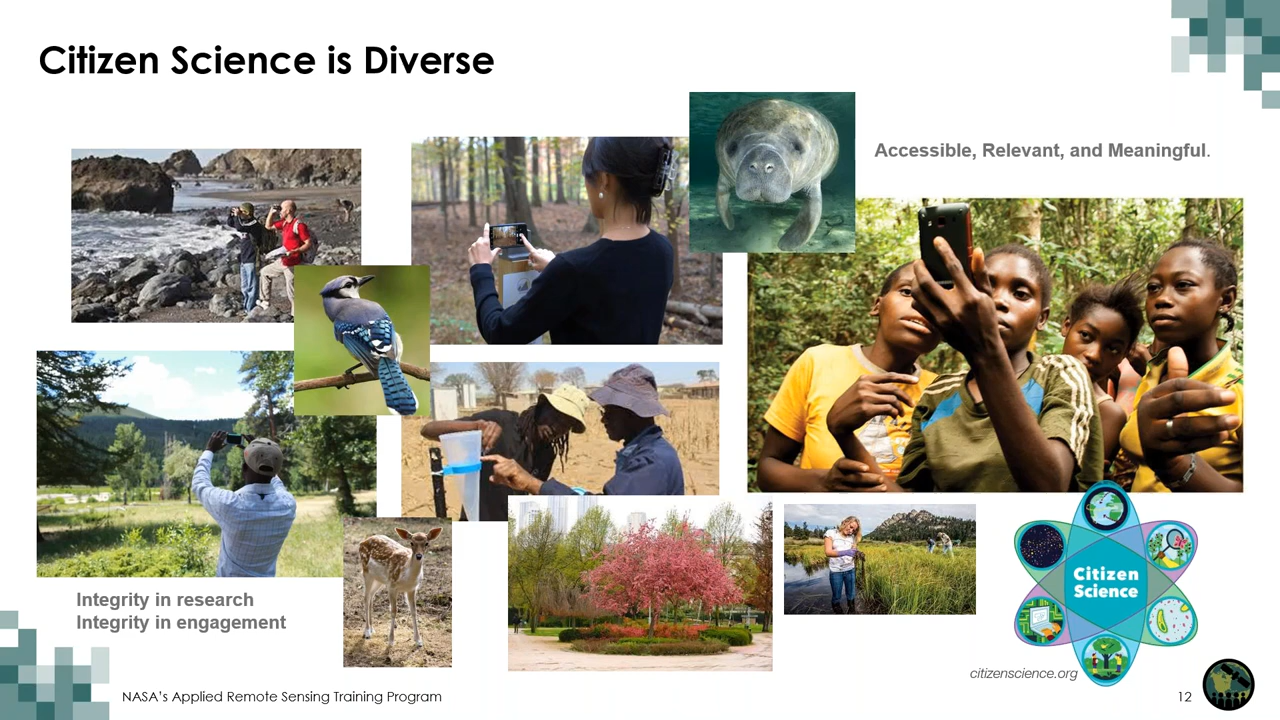 Citizen Science is Diverse
Accessible, Relevant, and Meaningful.
Integrity in research
Integrity in engagement
Citizen
Science
citizenscience.org
NASA's Applied Remote Sensing Training Program
12